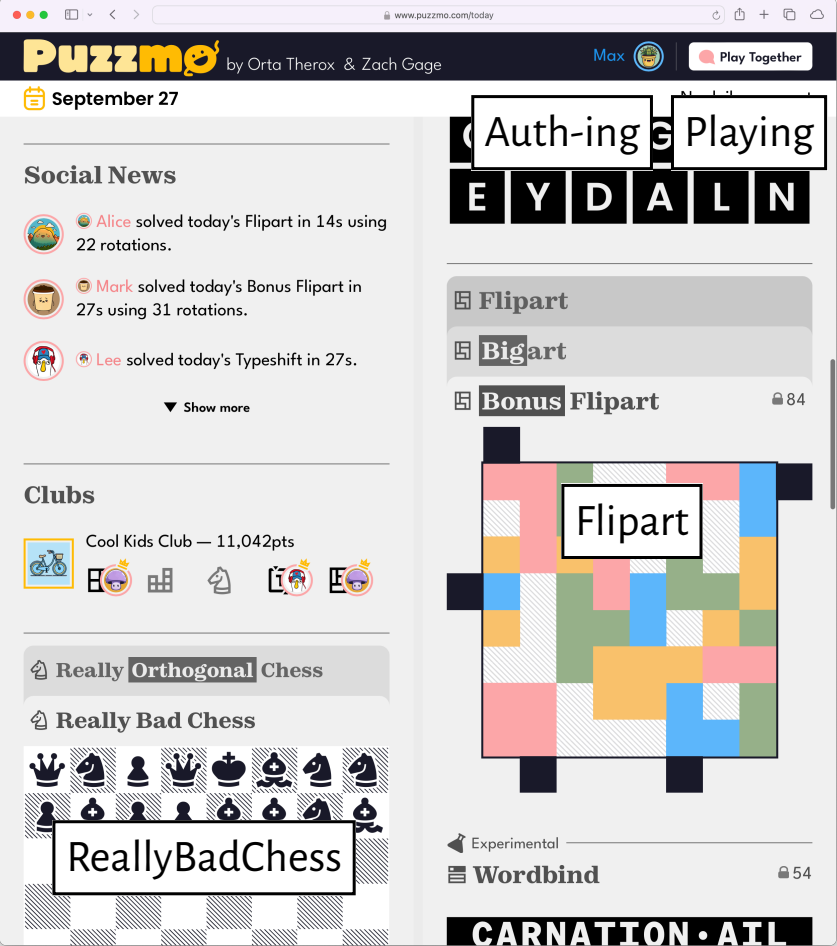 www.puzzmo.com/today
Puzzmo by Orta Therox & Zach Gage
Max
Play Together
September 27
Auth-ing
Playing
Social News
Alice solved today's Flipart in 14s using
22 rotations.
Mark solved today's Bonus Flipart in
27s using 31 rotations.
Lee solved today's Typeshift in 27s.
Show more
Clubs
Cool Kids Club — 11,042pts
Really Orthogonal Chess
Really Bad Chess
ReallyBadChess
G
E Y D A L N
Flipart
Bigart
Bonus Flipart
84
Flipart
Experimental
Wordbind
54
CARNATION • AIL